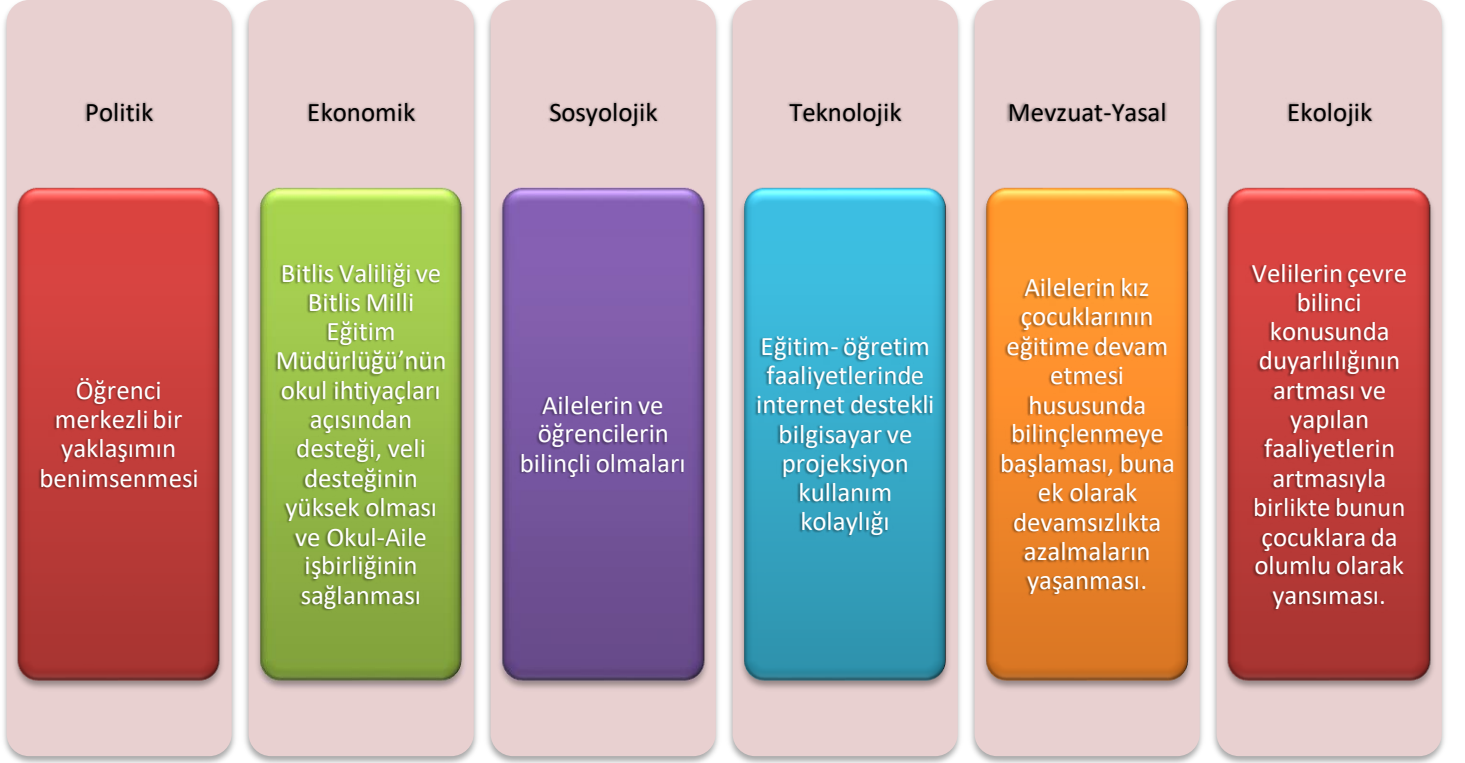 Politik
Öğrenci
merkezli bir
yaklaşımın
benimsenmesi
Ekonomik
Bitlis Valiliği ve
Bitlis Milli
Eğitim
Müdürlüğü’nün
okul ihtiyaçları
açısından
desteği, veli
desteğinin
yüksek olması
ve Okul-Aile
işbirliğinin
sağlanması
Sosyolojik
Ailelerin ve
öğrencilerin
bilinçli olmaları
Teknolojik
Eğitim- öğretim
faaliyetlerinde
internet destekli
bilgisayar ve
projeksiyon
kullanım
kolaylığı
Mevzuat-Yasal
Ailelerin kız
çocuklarının
eğitime devam
etmesi
hususunda
bilinçlenmeye
başlaması, buna
ek olarak
devamsızlıkta
azalmaların
yaşanması.
Ekolojik
Velilerin çevre
bilinci
konusunda
duyarlılığının
artması ve
yapılan
faaliyetlerin
artmasıyla
birlikte bunun
çocuklara da
olumlu olarak
yansıması.